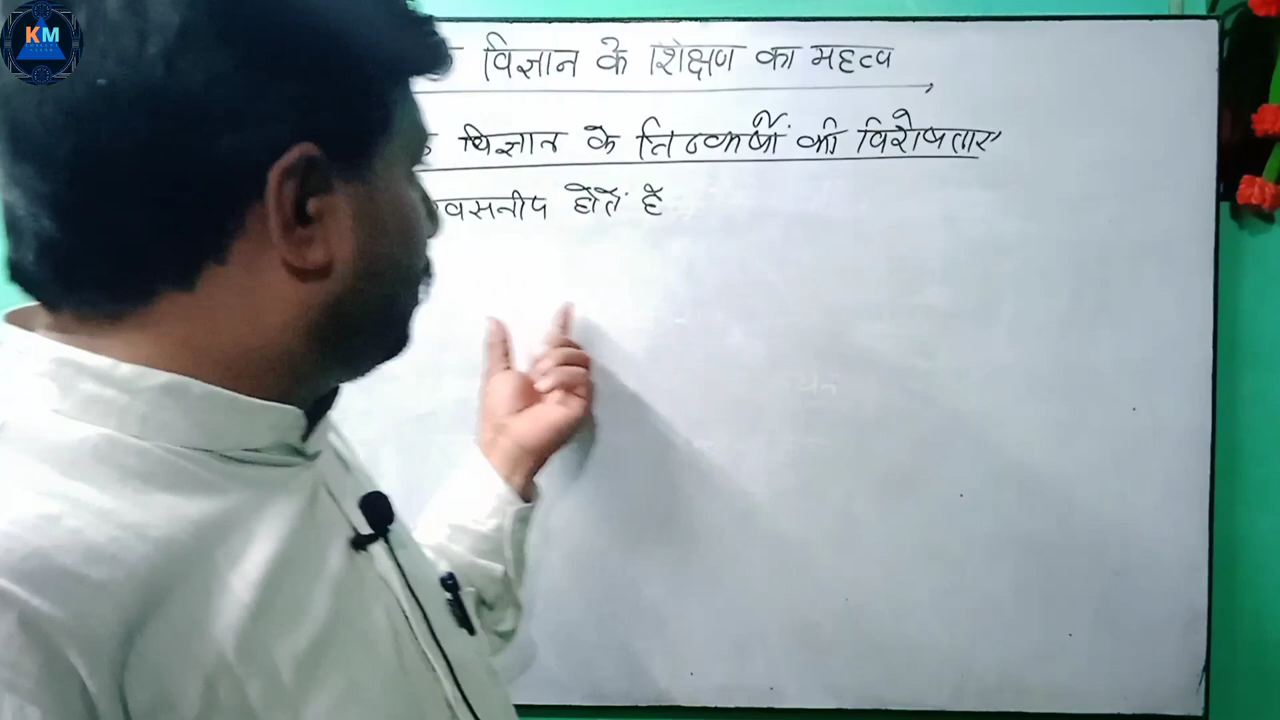 KM
विज्ञान के शिक्षण का महत्व
विज्ञान के निष्कर्षों की विशेषताएं
वसनीय होते हैं